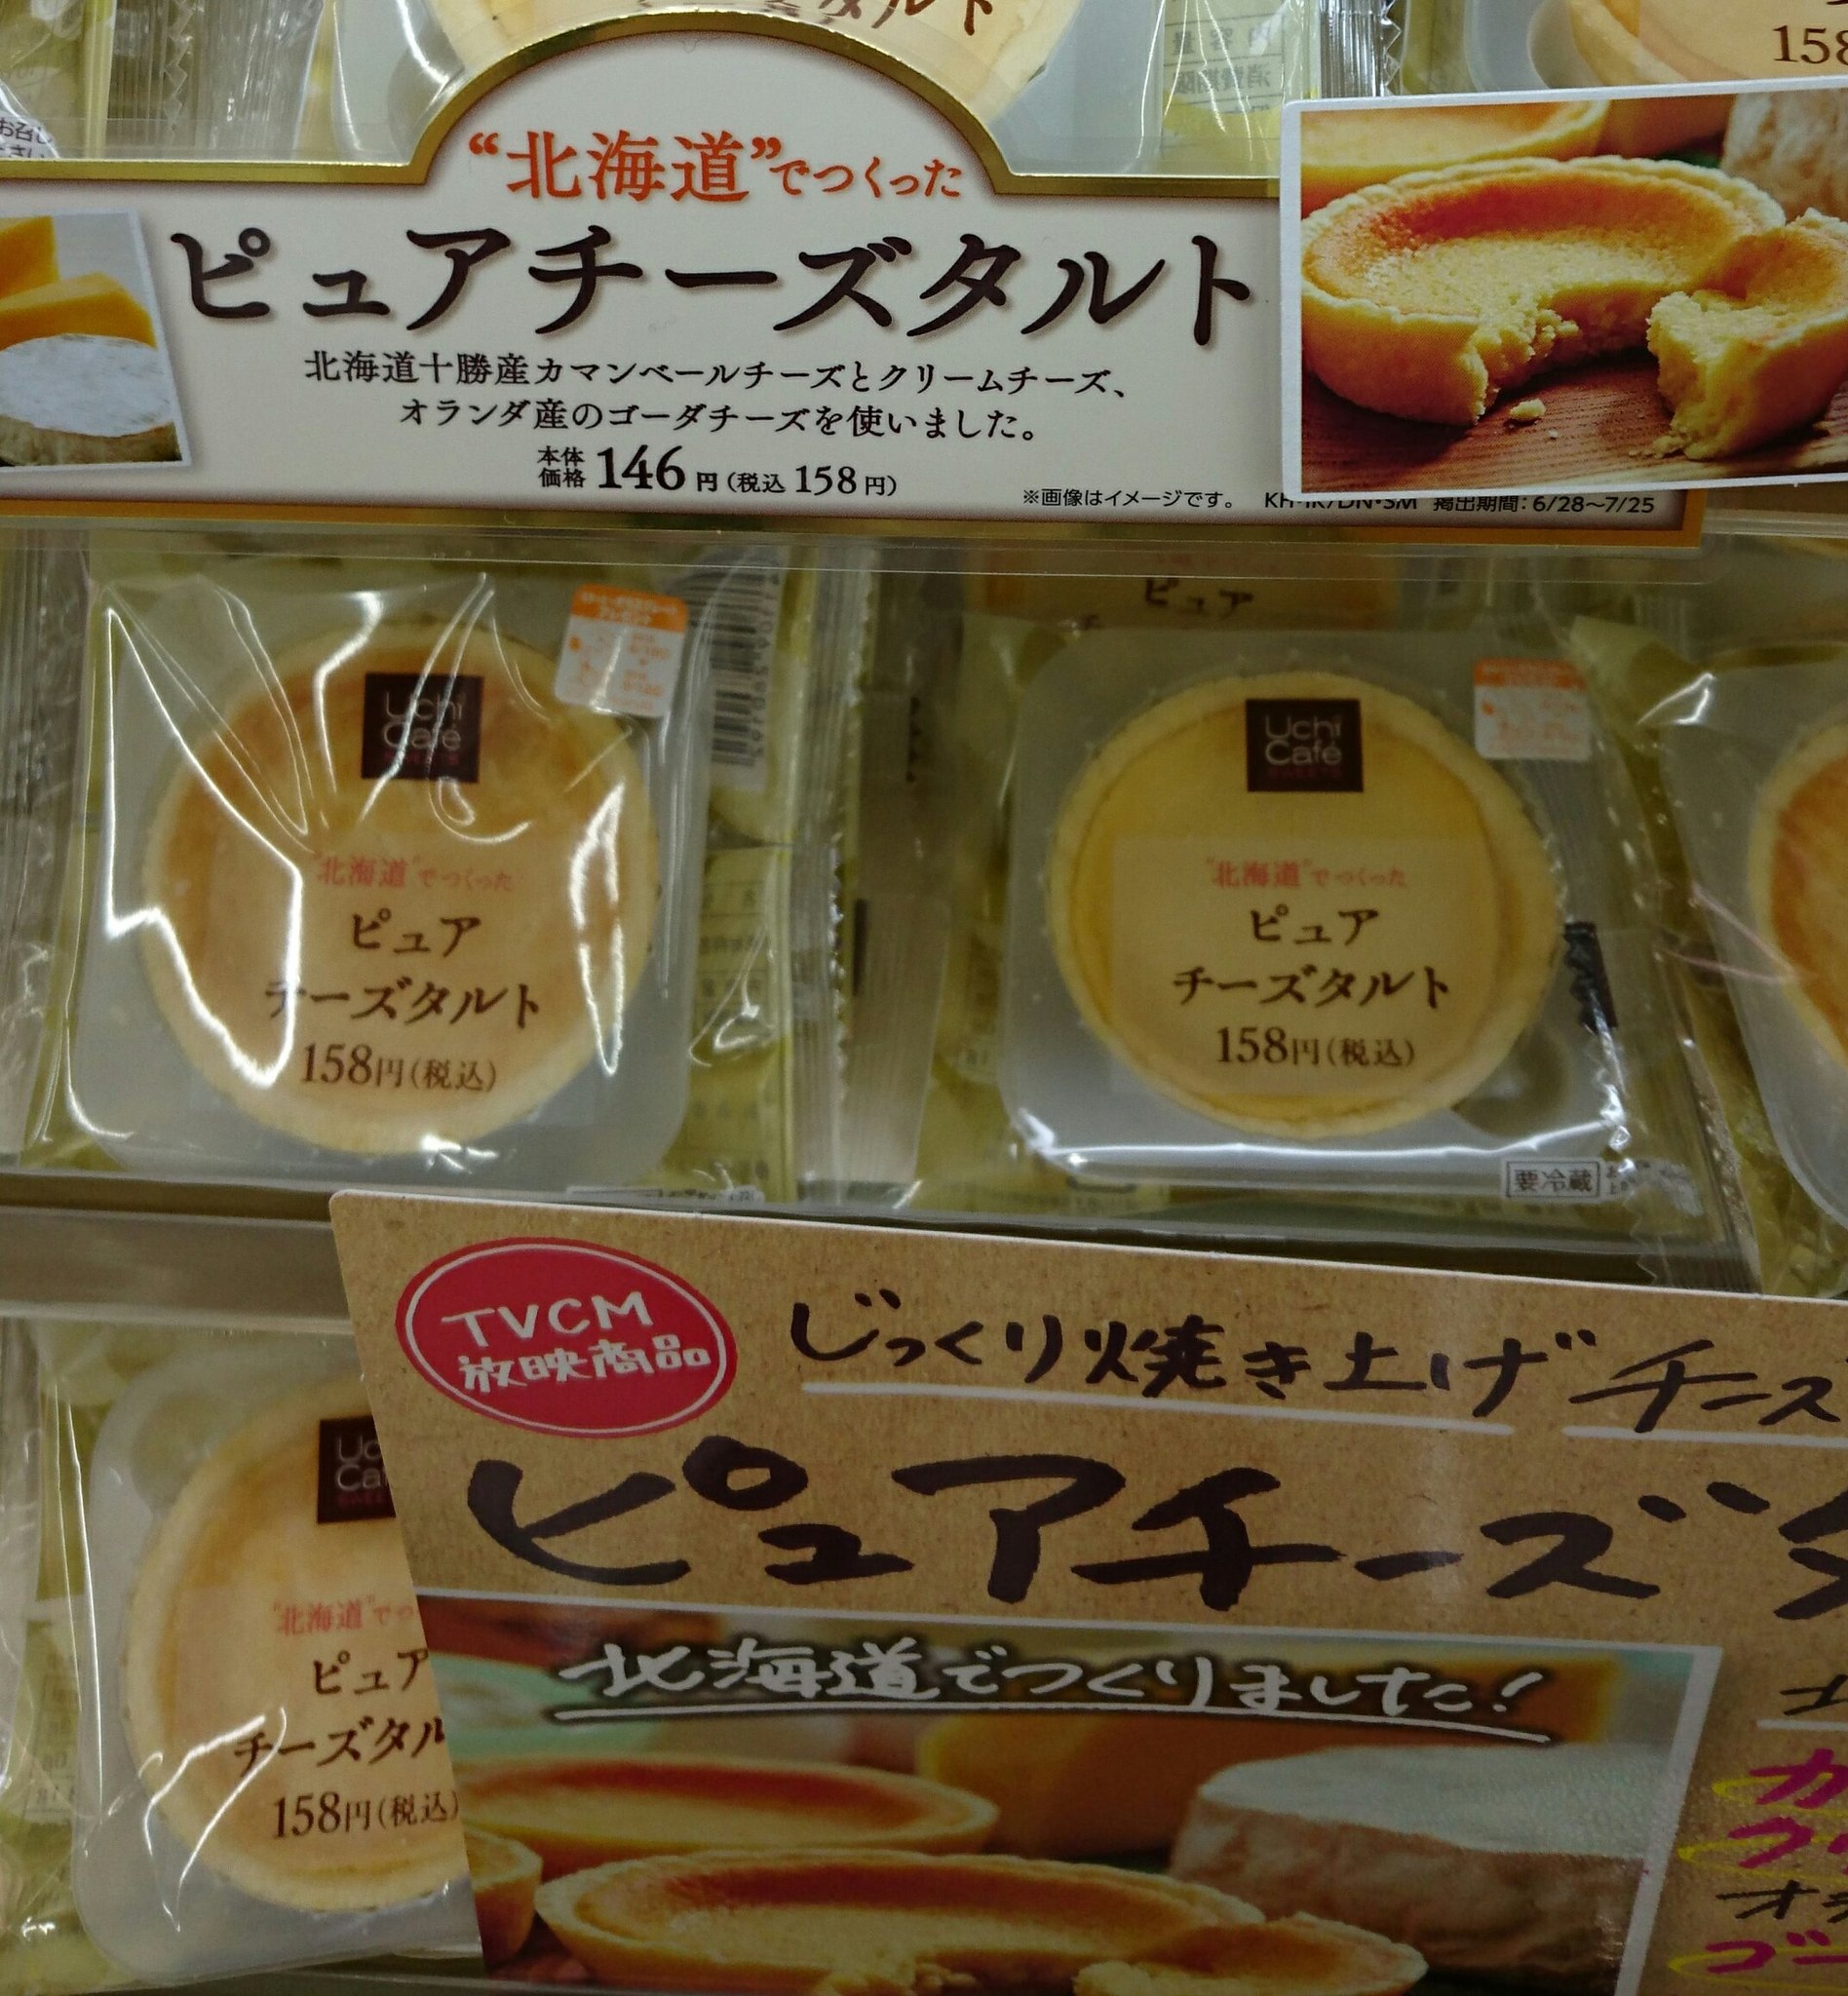 158
“北海道”でつくった
ピュアチーズタルト
北海道十勝産カマンベールチーズとクリームチーズ、
オランダ産のゴーダチーズを使いました。
本体価格 146円(税込 158円)
※画像はイメージです。 掲出期間:6/28～7/25
ピュア
Uchi
Café
SWEETS
"北海道"でつくった
ピュア
チーズタルト
158円(税込)
Uchi
Café
SWEETS
"北海道"でつくった
ピュア
チーズタルト
158円(税込)
要冷蔵
TVCM
放映商品
じっくり焼き上げチーズ
ピュアチーズタ
北海道でつくりました!
"北海道"でつ
ピュア
チーズタル
158円(税込)